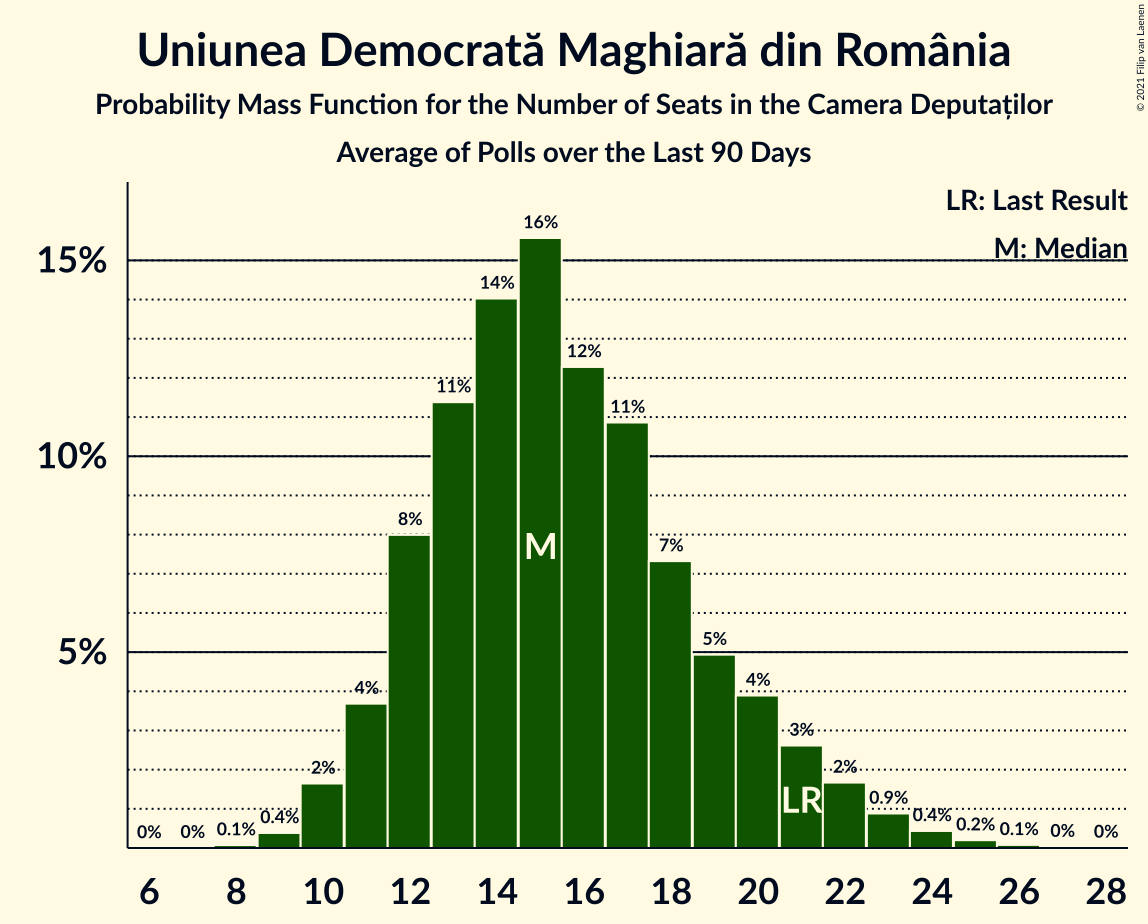 Uniunea Democrată Maghiară din România
Probability Mass Function for the Number of Seats in the Camera Deputaților
Average of Polls over the Last 90 Days
© 2021 Filip van Laenen
LR: Last Result
M: Median
15%
10%
5%
0%
0%
0.1%
0.4%
2%
4%
8%
11%
14%
16%
12%
11%
7%
5%
4%
3%
2%
0.9%
0.4%
0.2%
0.1%
0%
0%
M
LR
6 8 10 12 14 16 18 20 22 24 26 28